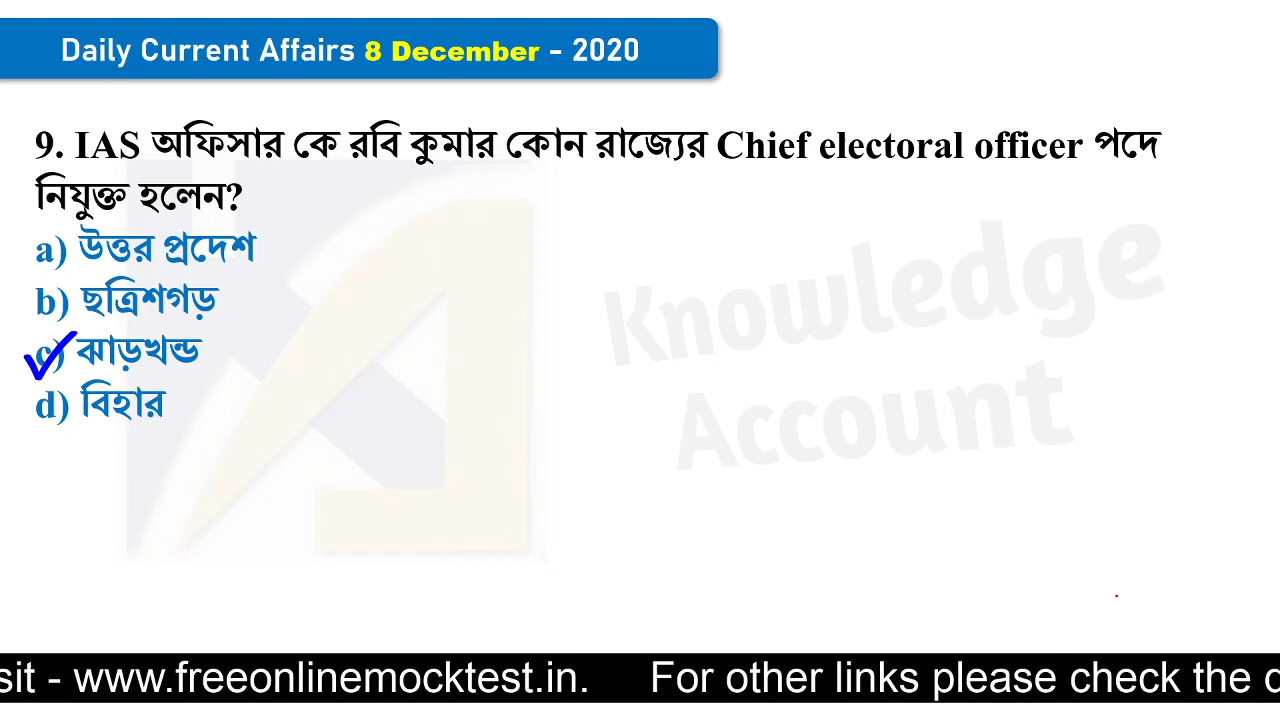 Daily Current Affairs 8 December - 2020
9. IAS অফিসার কে রবি কুমার কোন রাজ্যের Chief electoral officer পদে
নিযুক্ত হলেন?
a) উত্তর প্রদেশ
b) ছত্রিশগড়
c) ঝাড়খন্ড
d) বিহার
Knowledge
Account
sit - www.freeonlinemocktest.in. For other links please check the d